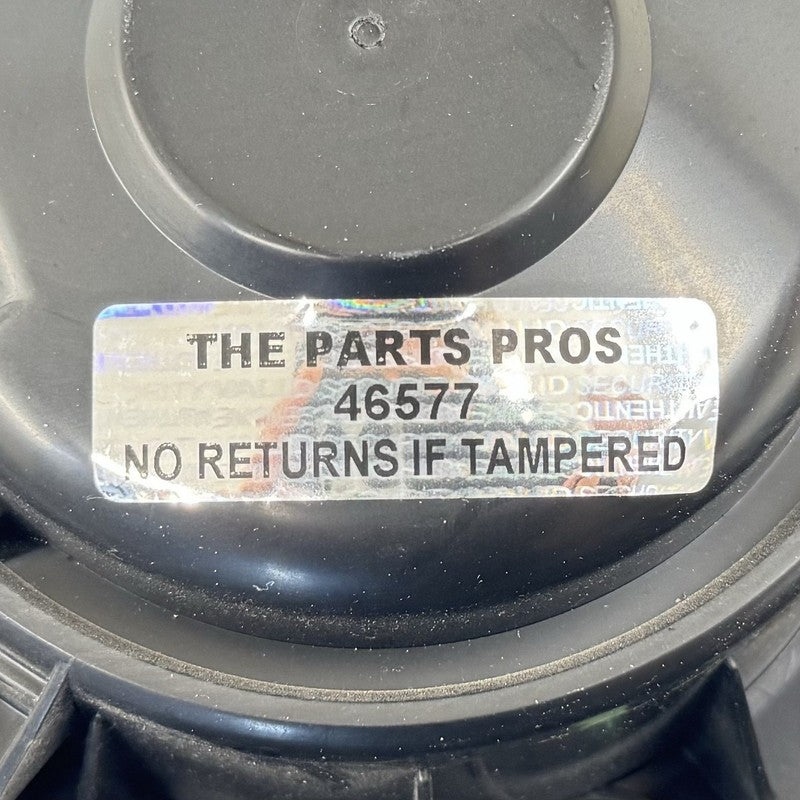 THE PARTS PROS
46577
NO RETURNS IF TAMPERED